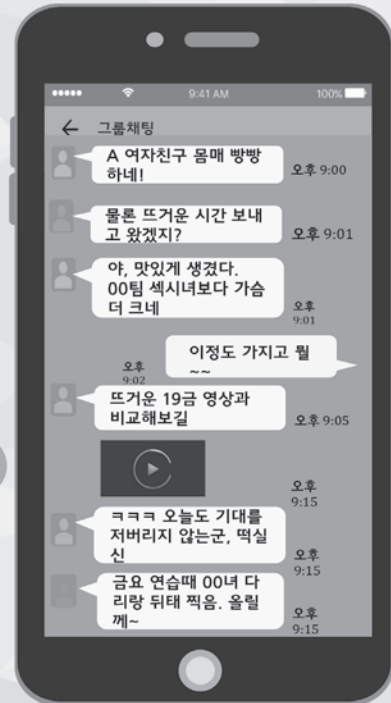 9:41 AM
100%
그룹채팅
A 여자친구 몸매 빵빵
하네!
오후 9:00
물론 뜨거운 시간 보내
고 왔겠지?
오후 9:01
야, 맛있게 생겼다.
00팀 섹시녀보다 가슴
더 크네
오후
9:01
이정도 가지고 뭘
~~
오후
9:02
뜨거운 19금 영상과
비교해보길
오후 9:05
오후
9:15
ㅋㅋㅋ 오늘도 기대를
저버리지 않는군, 떡실
신
오후
9:15
금요 연습때 00녀 다
리랑 뒤태 찍음. 올릴
께~
오후
9:15